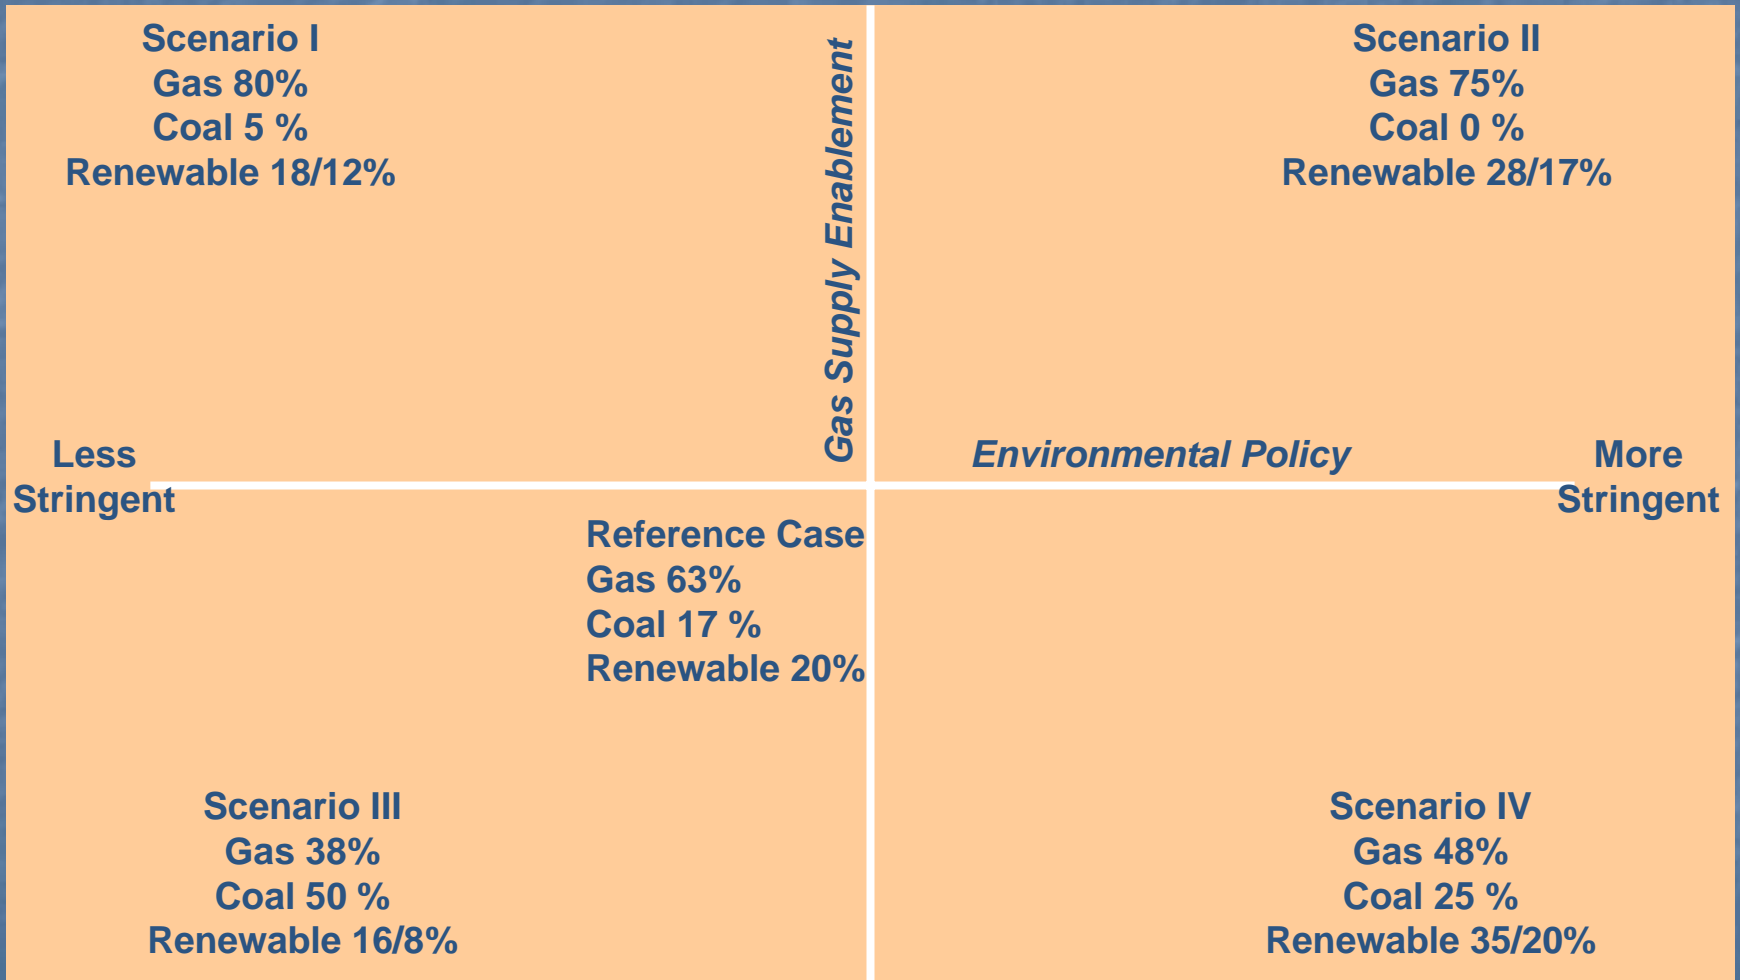 Scenario I
Gas 80%
Coal 5 %
Renewable 18/12%
Gas Supply Enablement
Scenario II
Gas 75%
Coal 0 %
Renewable 28/17%
Less
Stringent
Environmental Policy
More
Stringent
Reference Case
Gas 63%
Coal 17 %
Renewable 20%
Scenario III
Gas 38%
Coal 50 %
Renewable 16/8%
Scenario IV
Gas 48%
Coal 25 %
Renewable 35/20%